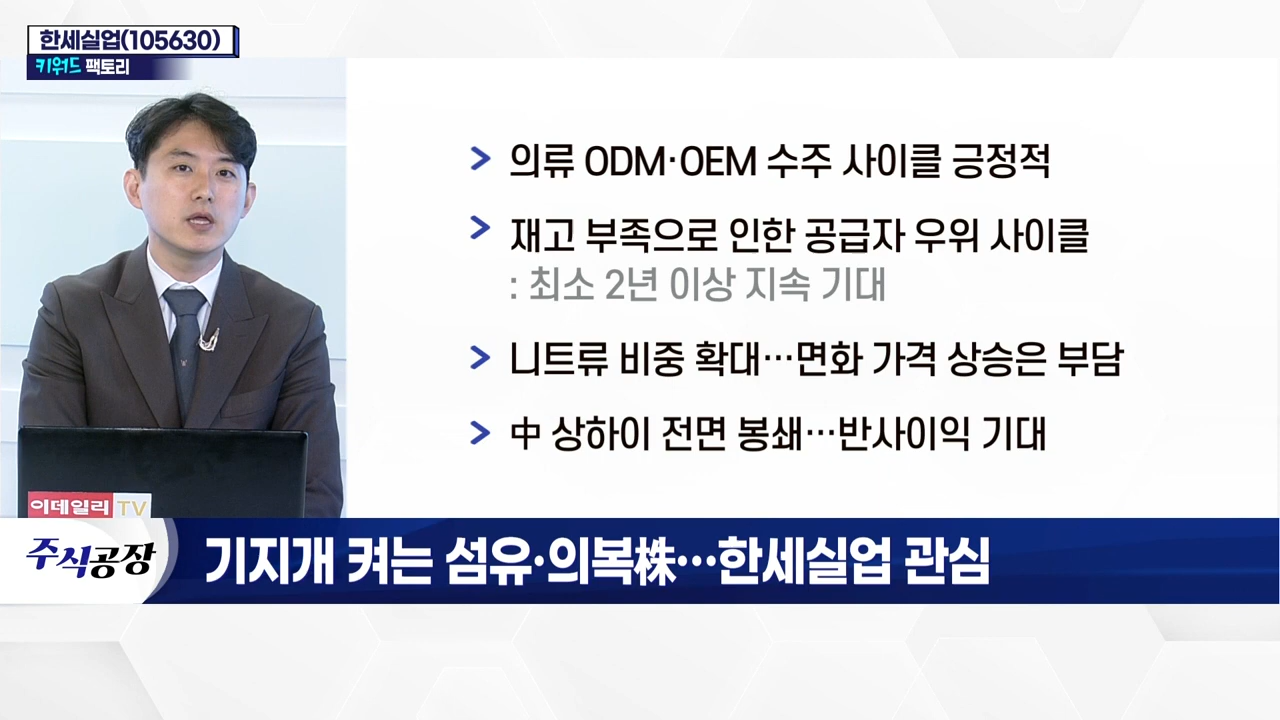 한세실업(105630)
키워드 팩토리
> 의류 ODM·OEM 수주 사이클 긍정적
> 재고 부족으로 인한 공급자 우위 사이클
: 최소 2년 이상 지속 기대
> 니트류 비중 확대…면화 가격 상승은 부담
> 中 상하이 전면 봉쇄…반사이익 기대
이데일리TV
주식공장
기지개 켜는 섬유·의복株…한세실업 관심